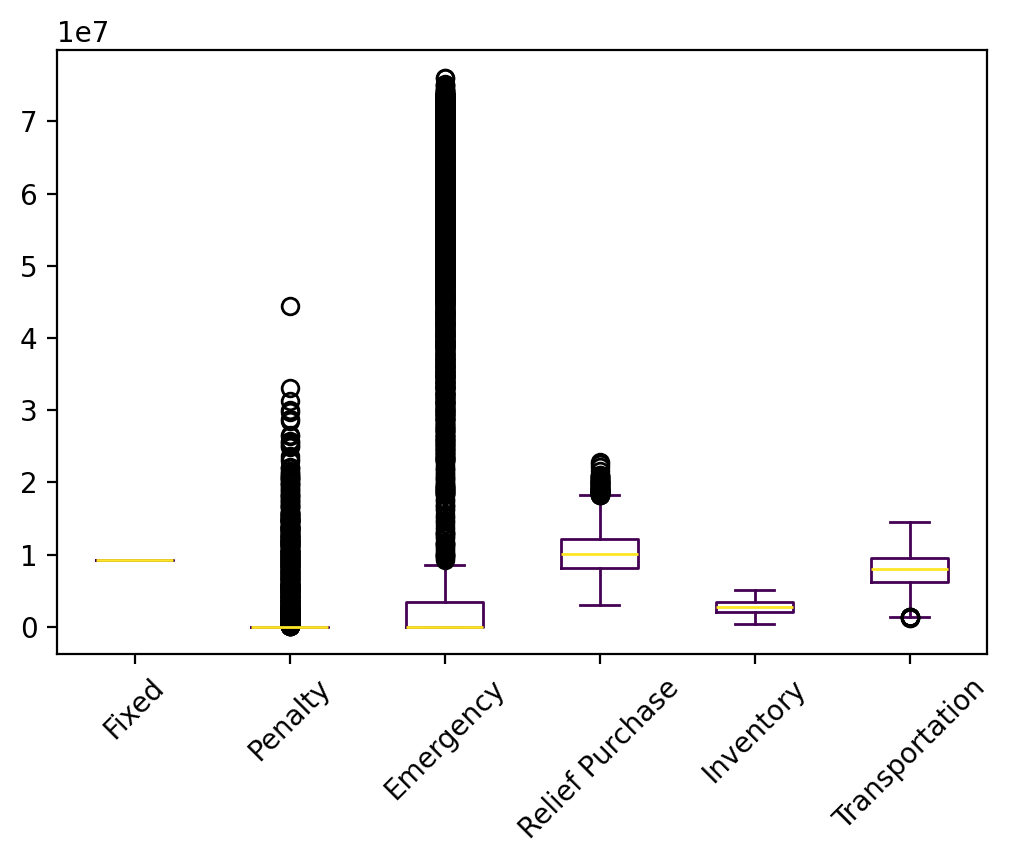 1e7
7
6
5
4
3
2
1
0
Fixed
Penalty
Emergency
Relief Purchase
Inventory
Transportation